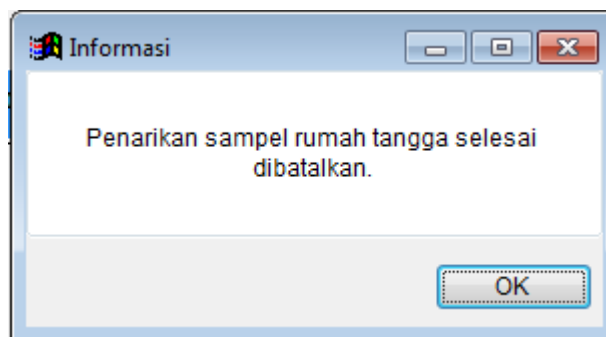 Informasi
Penarikan sampel rumah tangga selesai
dibatalkan.
OK